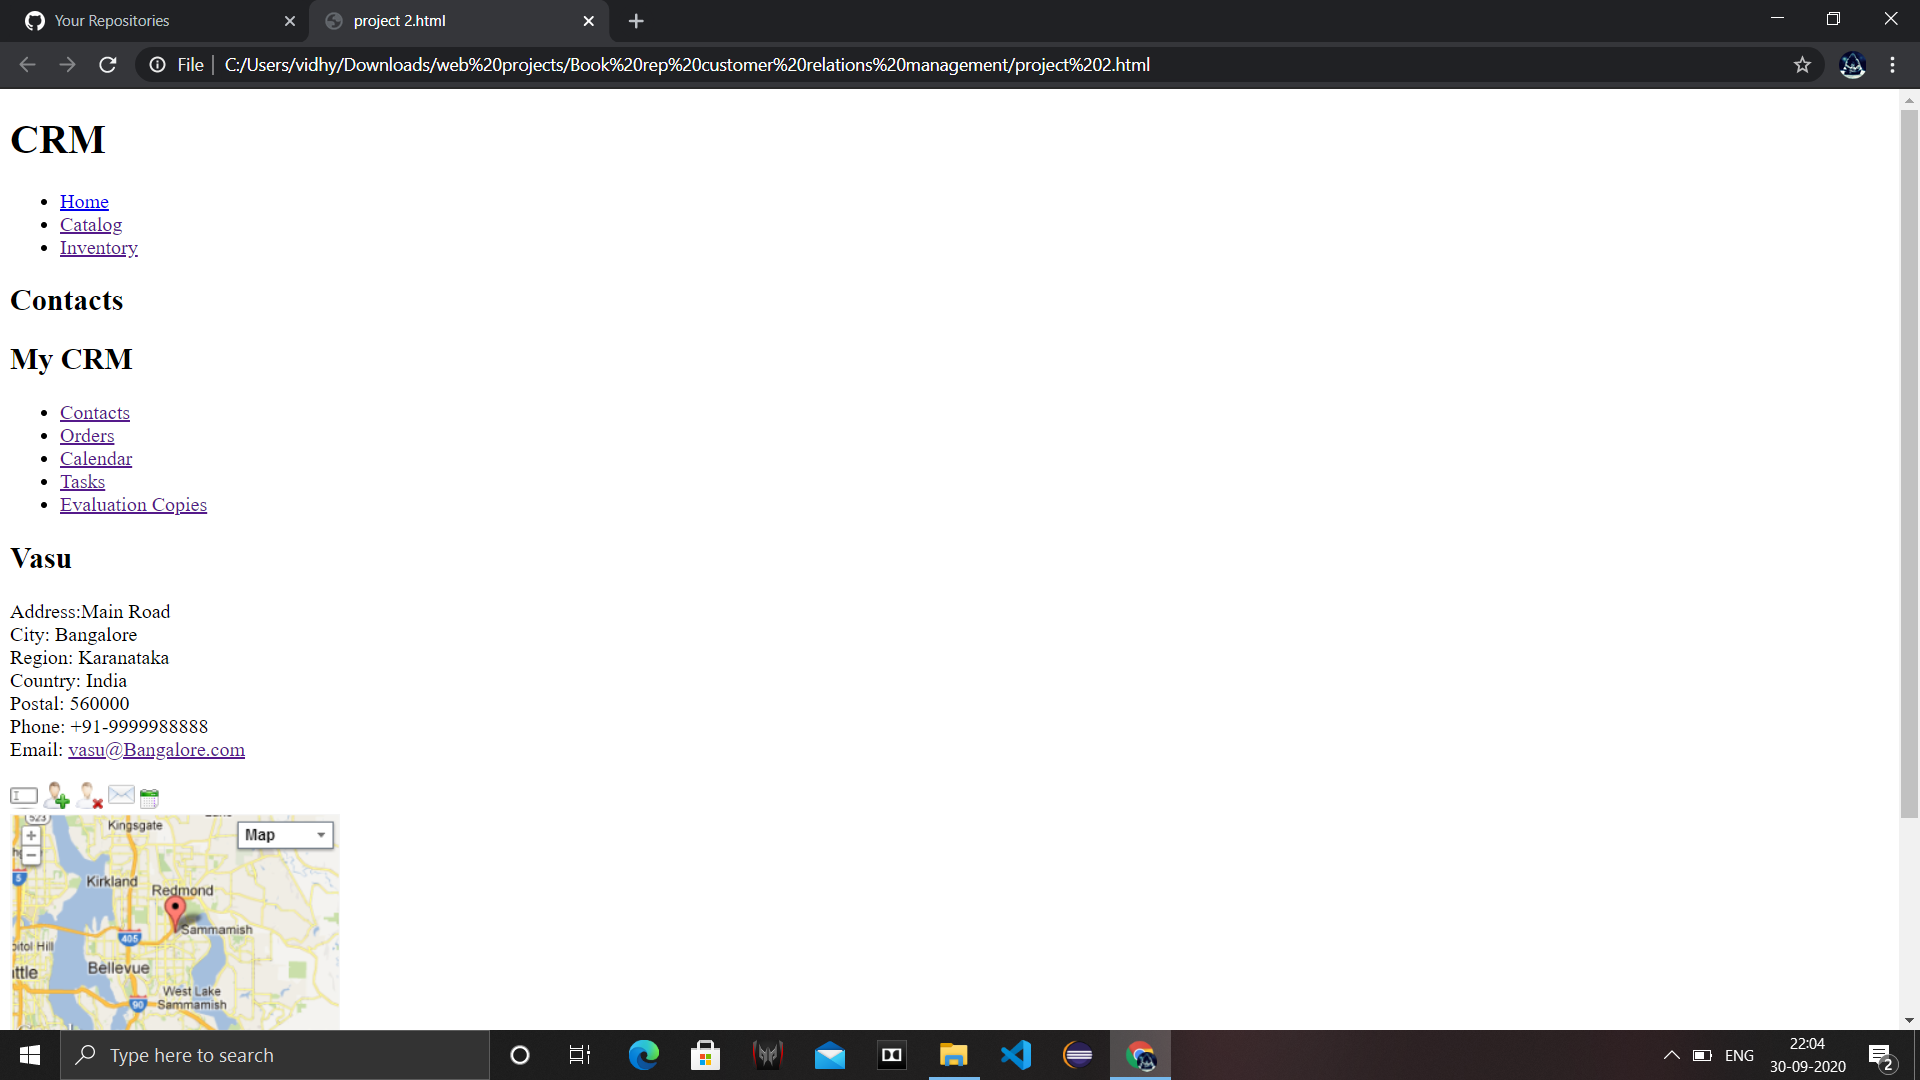 Your Repositories
project 2.html
File
C:/Users/vidhy/Downloads/web%20projects/Book%20rep%20customer%20relations%20management/project%202.html
CRM
Home
Catalog
Inventory
Contacts
My CRM
Contacts
Orders
Calendar
Tasks
Evaluation Copies
Vasu
Address:Main Road
City: Bangalore
Region: Karanataka
Country: India
Postal: 560000
Phone: +91-9999988888
Email: vasu@Bangalore.com
523
Kingsgate
Map
5
Kirkland
Redmond
Sammamish
405
itol Hill
Bellevue
ttle
West Lake
Sammamish
90
Type here to search
ENG
22:04
30-09-2020
2